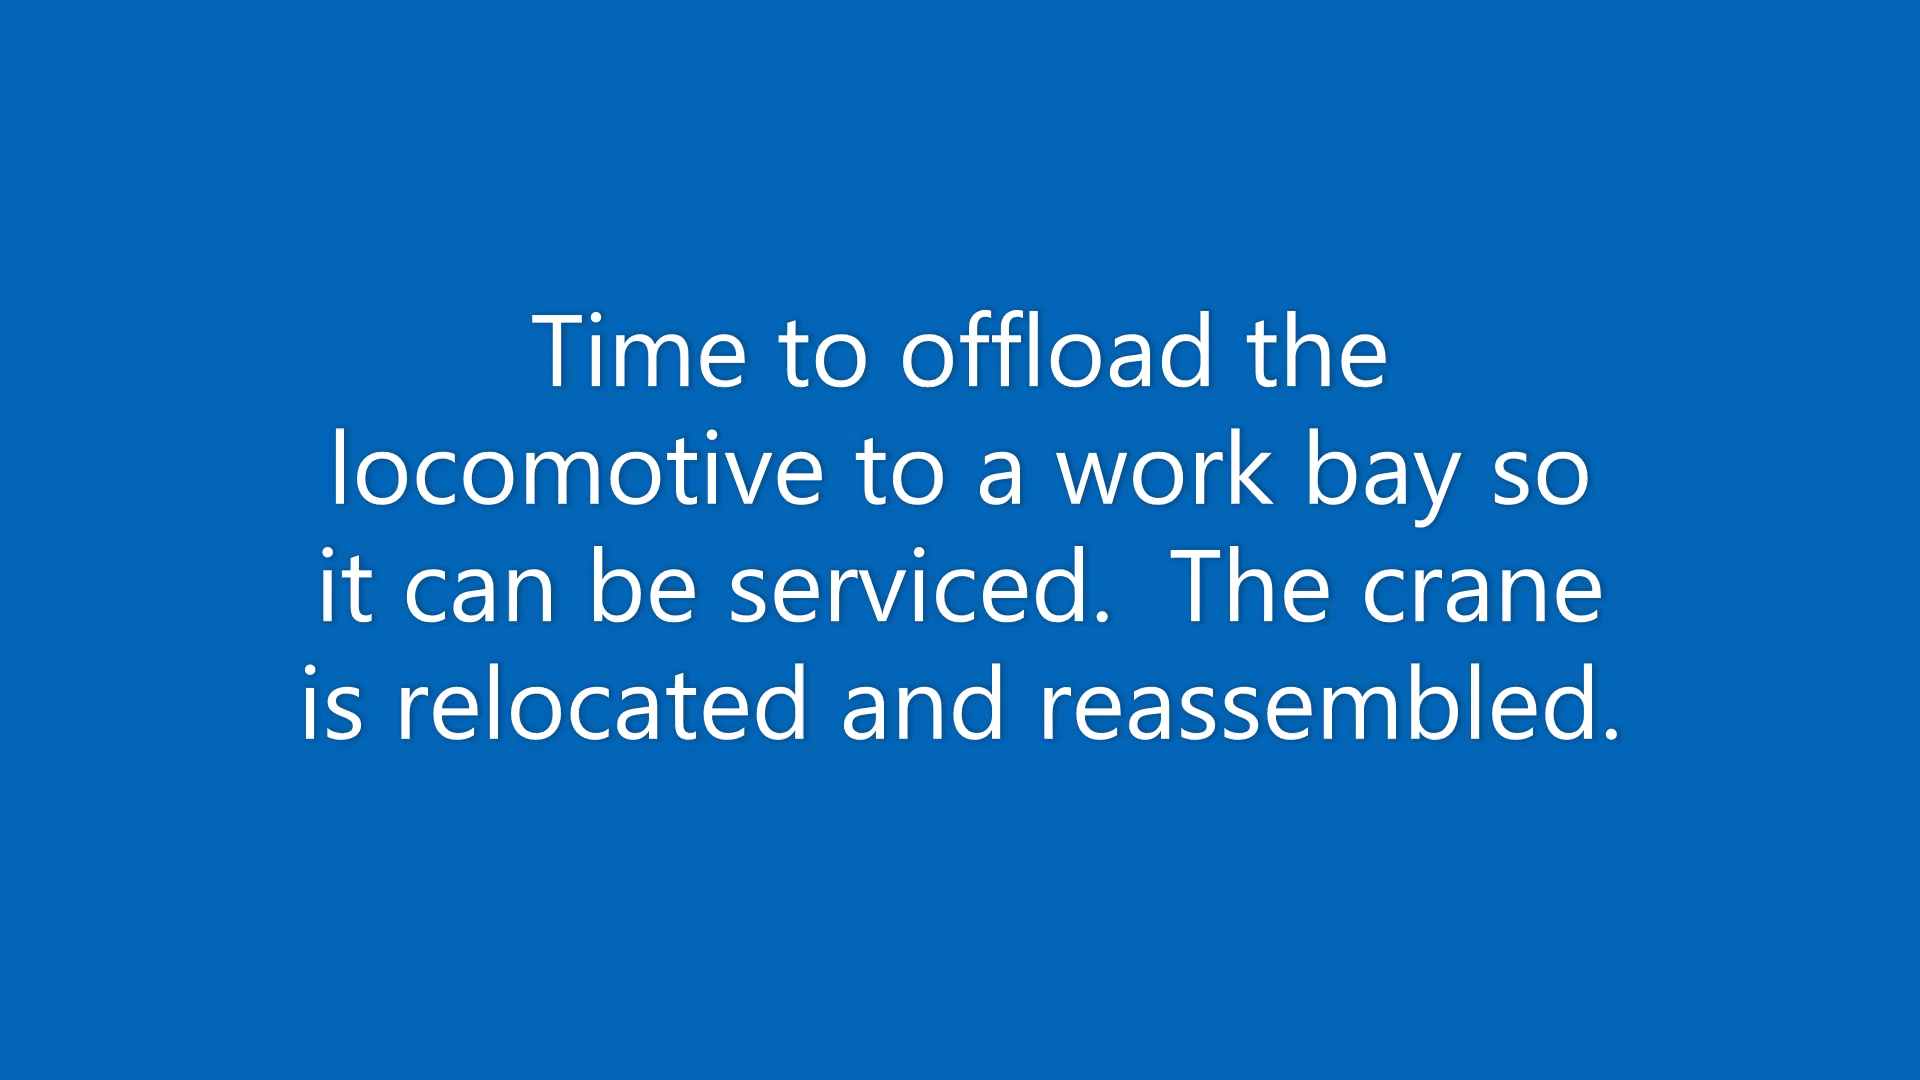 Time to offload the
locomotive to a work bay so
it can be serviced.  The crane
is relocated and reassembled.